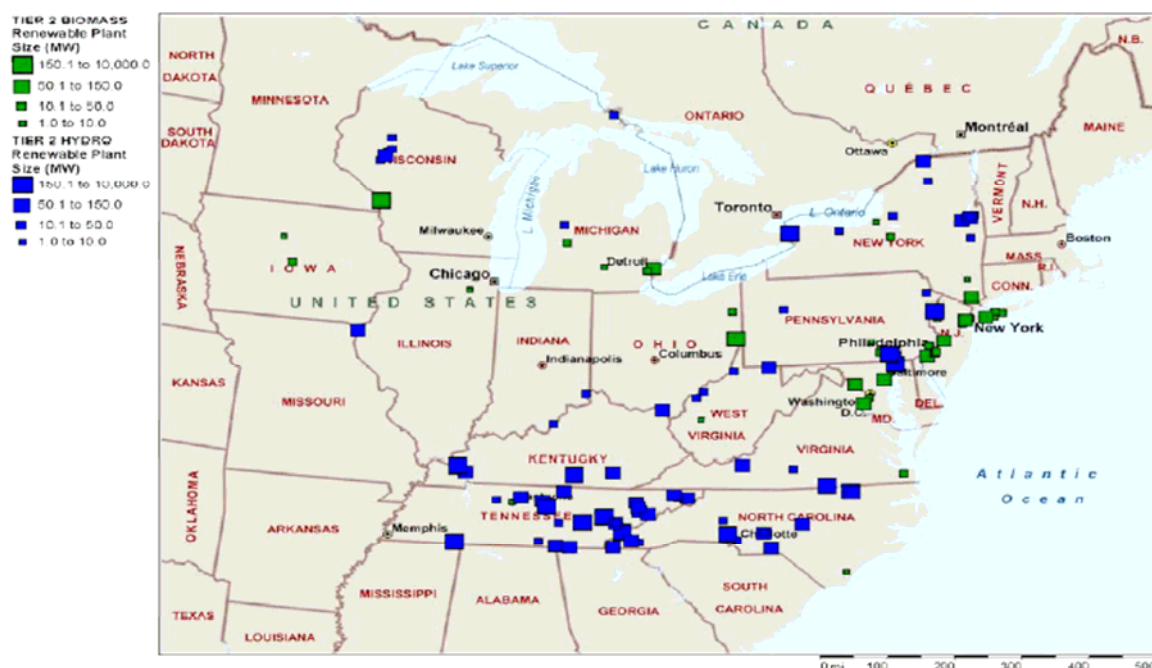 TIER 2 BIOMASS
Renewable Plant
Size (MW)
150.1 to 10,000.0
50.1 to 150.0
10.1 to 50.0
1.0 to 10.0
TIER 2 HYDRO
Renewable Plant
Size (MW)
150.1 to 10,000.0
50.1 to 150.0
10.1 to 50.0
1.0 to 10.0
CANADA
N.B.
NORTH
DAKOTA
Lake Superior
QUÉBEC
MINNESOTA
ONTARIO
Montréal
MAINE
SOUTH
DAKOTA
Ottawa
WISCONSIN
Lake Huron
VERMONT
N.H.
L. Michigan
Toronto
L. Ontario
Milwaukee
MICHIGAN
NEW YORK
Boston
NEBRASKA
IOWA
Chicago
Detroit
Lake Erie
MASS
R.I.
CONN.
UNITED STATES
PENNSYLVANIA
N.J.
New York
ILLINOIS
INDIANA
OHIO
Philadelphia
Indianapolis
Columbus
Baltimore
KANSAS
MISSOURI
Washington
D.C.
DEL.
MD.
WEST
VIRGINIA
VIRGINIA
KENTUCKY
Atlantic
Ocean
OKLAHOMA
ARKANSAS
Memphis
TENNESSEE
NORTH CAROLINA
Charlotte
MISSISSIPPI
ALABAMA
GEORGIA
SOUTH
CAROLINA
TEXAS
LOUISIANA
0 mi
100
200
300
400